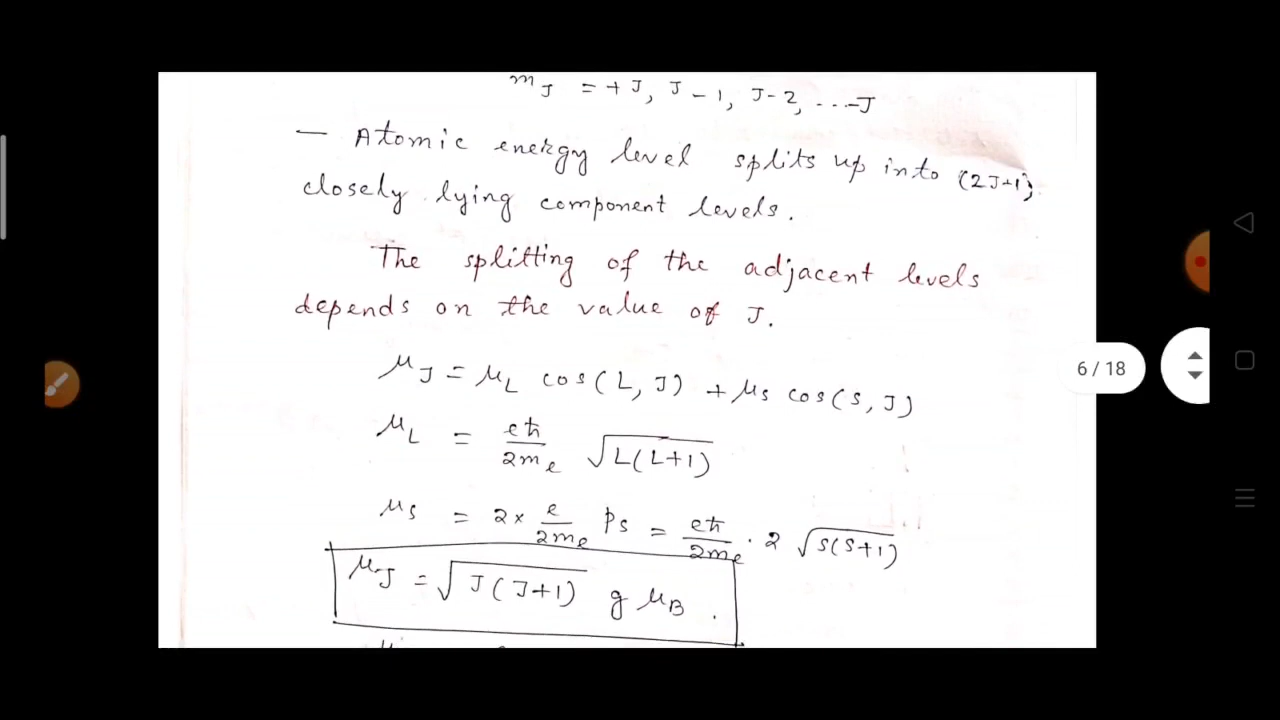 m_J = +J, J-1, J-2, ...-J
— Atomic energy level splits up into (2J+1)
closely lying component levels.
The splitting of the adjacent levels
depends on the value of J.
μ_J = μ_L cos(L, J) + μ_s cos(s, J)
μ_L = eħ/2m_e √L(L+1)
μ_s = 2× e/2m_e p_s = eħ/2m_e · 2 √s(s+1)
μ_J = √J(J+1) g μ_B .
6 / 18